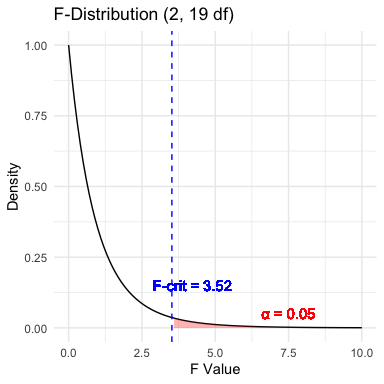 F-Distribution (2, 19 df)
1.00
0.75
0.50
0.25
0.00
Density
F-crit = 3.52
α = 0.05
0.0 2.5 5.0 7.5 10.0
F Value